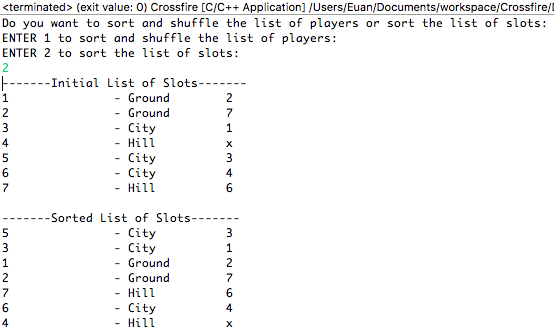 <terminated> (exit value: 0) Crossfire [C/C++ Application] /Users/Euan/Documents/workspace/Crossfire/
Do you want to sort and shuffle the list of players or sort the list of slots:
ENTER 1 to sort and shuffle the list of players:
ENTER 2 to sort the list of slots:
2
-------Initial List of Slots-------
1 - Ground 2
2 - Ground 7
3 - City 1
4 - Hill x
5 - City 3
6 - City 4
7 - Hill 6
-------Sorted List of Slots-------
5 - City 3
3 - City 1
1 - Ground 2
2 - Ground 7
7 - Hill 6
6 - City 4
4 - Hill x